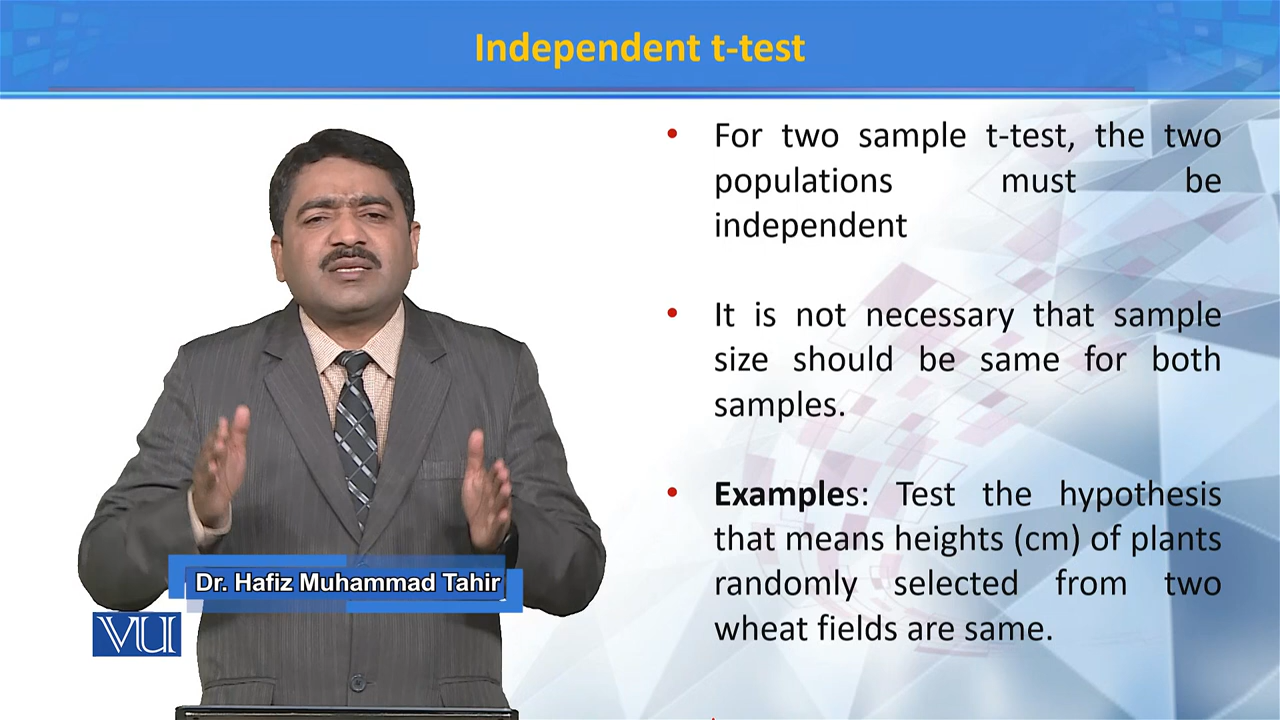 Independent t-test
• For two sample t-test, the two
populations must be
independent
• It is not necessary that sample
size should be same for both
samples.
• Examples: Test the hypothesis
that means heights (cm) of plants
randomly selected from two
wheat fields are same.
Dr. Hafiz Muhammad Tahir
VU